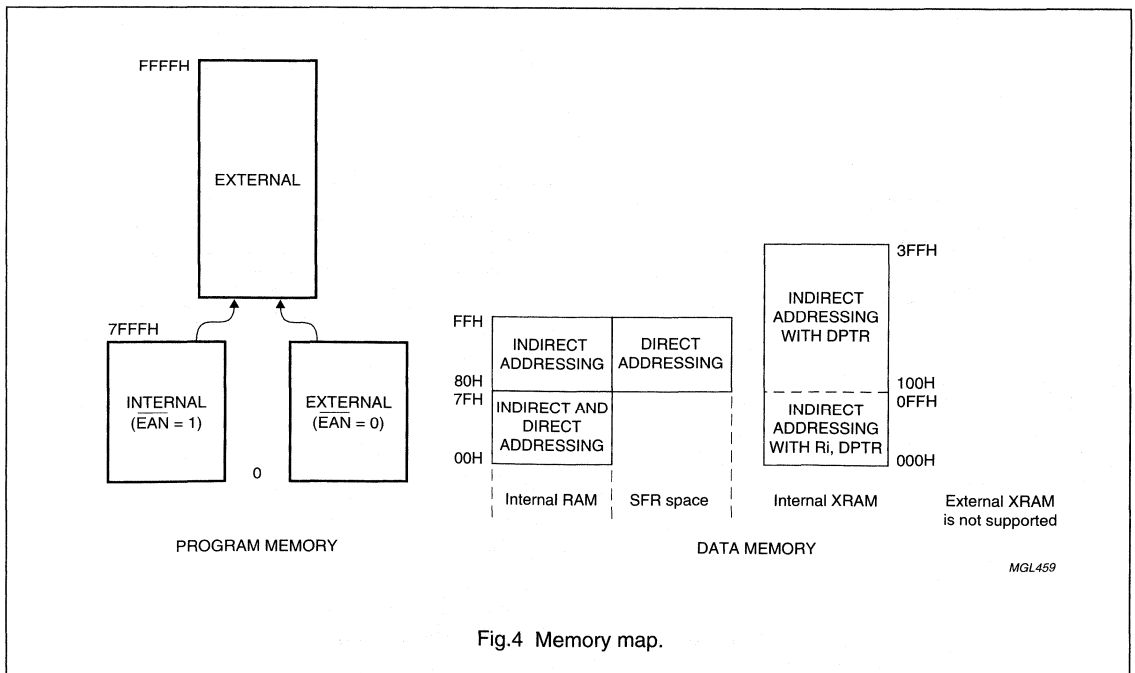 FFFFH
EXTERNAL
7FFFH
INTERNAL
(EAN = 1)
EXTERNAL
(EAN = 0)
0
PROGRAM MEMORY
FFH
80H
7FH
00H
INDIRECT
ADDRESSING
DIRECT
ADDRESSING
INDIRECT AND
DIRECT
ADDRESSING
Internal RAM
SFR space
3FFH
INDIRECT
ADDRESSING
WITH DPTR
100H
0FFH
INDIRECT
ADDRESSING
WITH Ri, DPTR
000H
Internal XRAM
External XRAM
is not supported
DATA MEMORY
MGL459
Fig.4 Memory map.